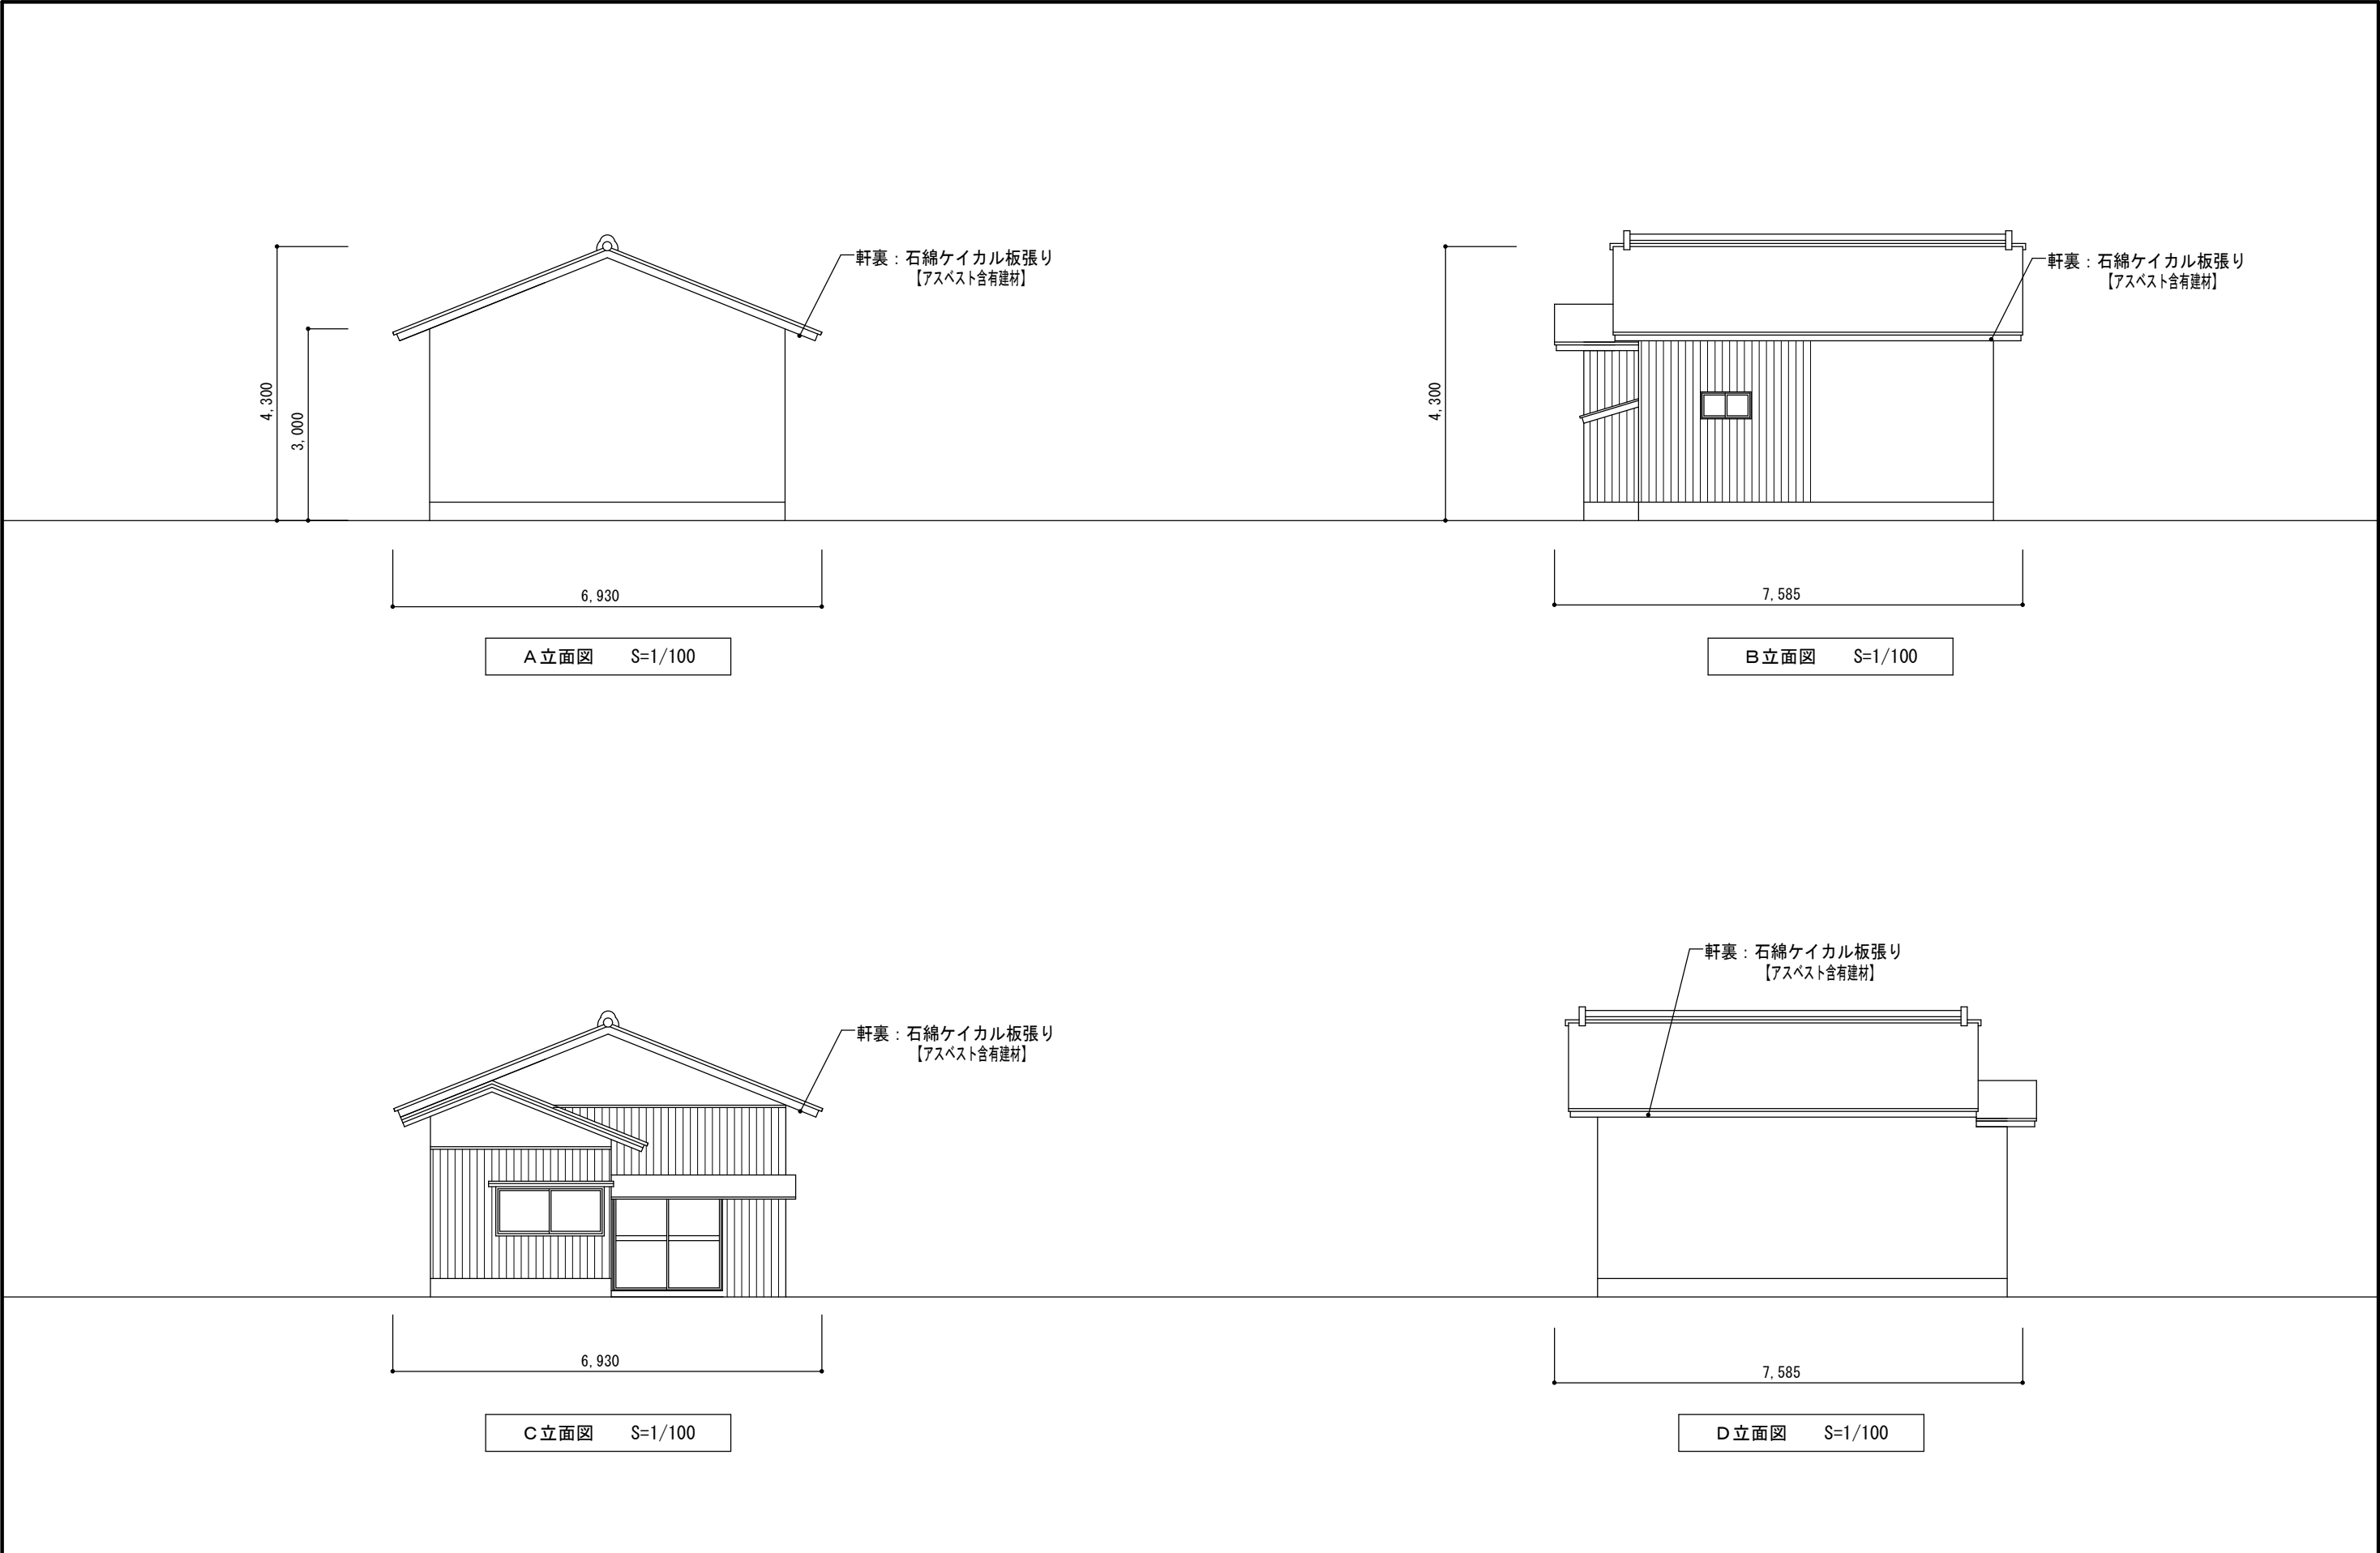 軒裏：石綿ケイカル板張り
【アスベスト含有建材】
4,300
3,000
6,930
Ａ立面図　S=1/100
軒裏：石綿ケイカル板張り
【アスベスト含有建材】
4,300
7,585
Ｂ立面図　S=1/100
軒裏：石綿ケイカル板張り
【アスベスト含有建材】
6,930
Ｃ立面図　S=1/100
軒裏：石綿ケイカル板張り
【アスベスト含有建材】
7,585
Ｄ立面図　S=1/100